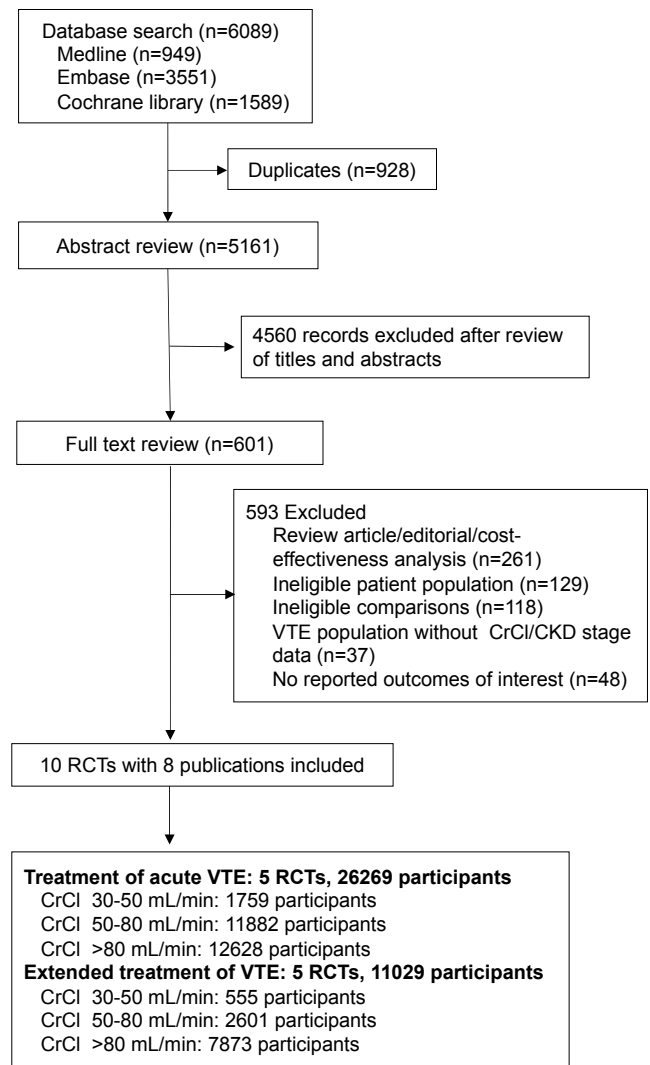 Database search (n=6089)
Medline (n=949)
Embase (n=3551)
Cochrane library (n=1589)
Duplicates (n=928)
Abstract review (n=5161)
4560 records excluded after review
of titles and abstracts
Full text review (n=601)
593 Excluded
Review article/editorial/cost-
effectiveness analysis (n=261)
Ineligible patient population (n=129)
Ineligible comparisons (n=118)
VTE population without CrCl/CKD stage
data (n=37)
No reported outcomes of interest (n=48)
10 RCTs with 8 publications included
Treatment of acute VTE: 5 RCTs, 26269 participants
CrCl 30-50 mL/min: 1759 participants
CrCl 50-80 mL/min: 11882 participants
CrCl >80 mL/min: 12628 participants
Extended treatment of VTE: 5 RCTs, 11029 participants
CrCl 30-50 mL/min: 555 participants
CrCl 50-80 mL/min: 2601 participants
CrCl >80 mL/min: 7873 participants